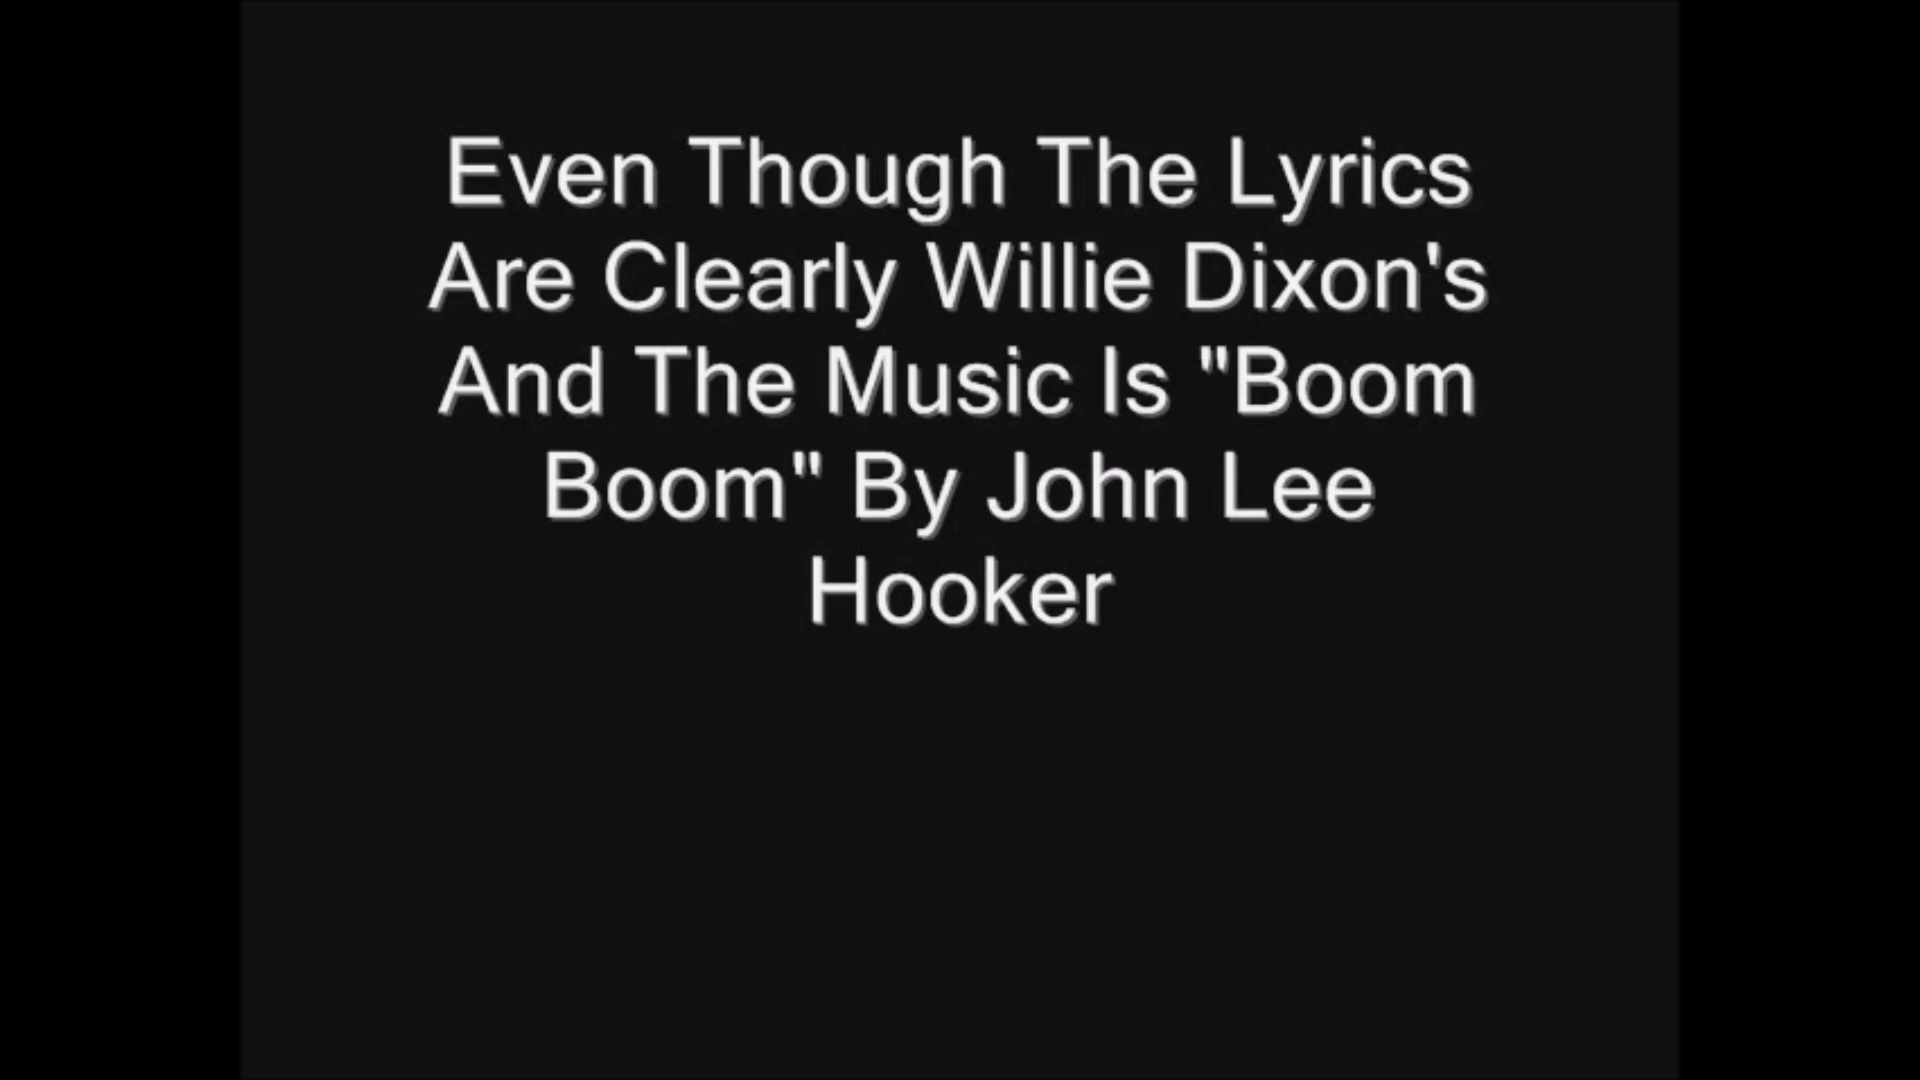 Even Though The Lyrics
Are Clearly Willie Dixon's
And The Music Is "Boom
Boom" By John Lee
Hooker